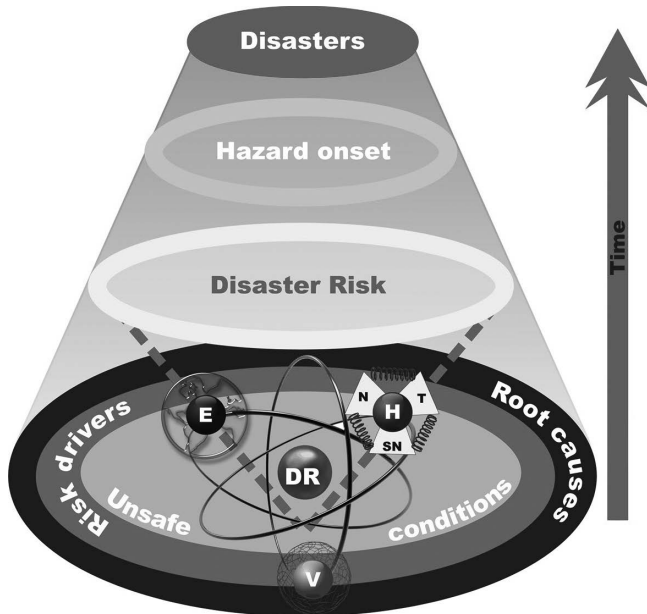 Disasters
Hazard onset
Disaster Risk
Time
Root causes
Risk drivers
Unsafe conditions
E
N
H
T
SN
DR
V